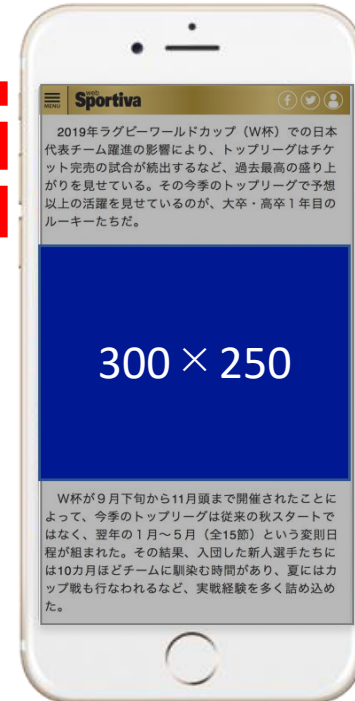 MENU
web
Sportiva
2019年ラグビーワールドカップ（W杯）での日本
代表チーム躍進の影響により、トップリーグはチケ
ット完売の試合が続出するなど、過去最高の盛り上
がりを見せている。その今季のトップリーグで予想
以上の活躍を見せているのが、大卒・高卒１年目の
ルーキーたちだ。
300×250
W杯が９月下旬から11月頭まで開催されたことに
よって、今季のトップリーグは従来の秋スタートで
はなく、翌年の１月～５月（全15節）という変則日
程が組まれた。その結果、入団した新人選手たちに
は10カ月ほどチームに馴染む時間があり、夏にはカ
ップ戦も行なわれるなど、実戦経験を多く詰め込め
た。